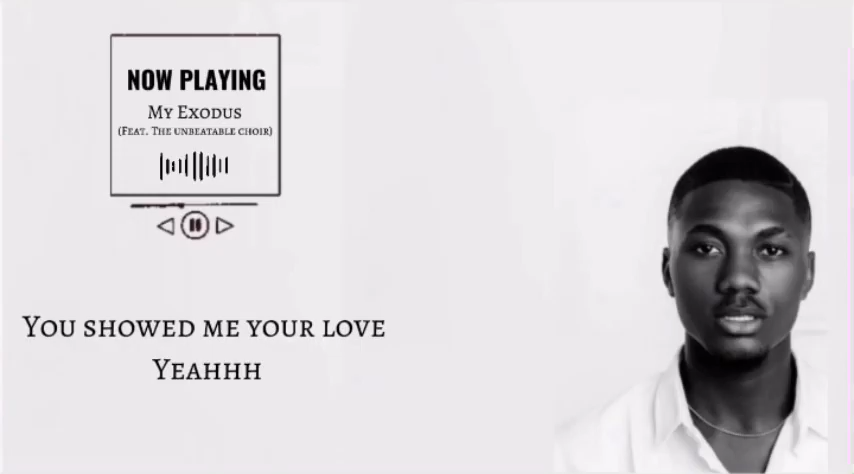 NOW PLAYING
My Exodus
(Feat. The unbeatable choir)
You showed me your love
Yeahhh